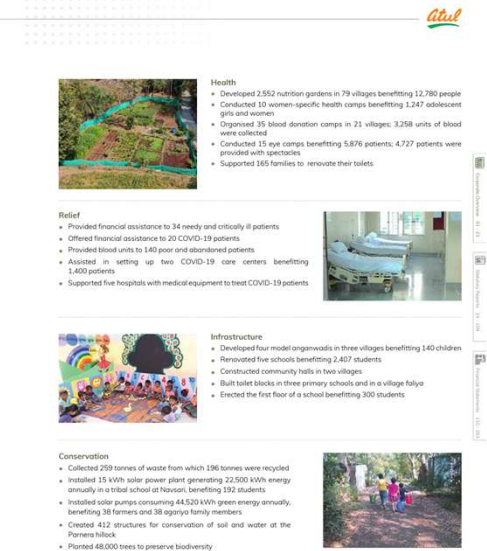 atul
Health
Developed 2,552 nutrition gardens in 79 villages benefitting 12,780 people
Conducted 10 women-specific health camps benefitting 1,247 adolescent
girls and women
Organised 35 blood donation camps in 21 villages; 3,258 units of blood
were collected
Conducted 15 eye camps benefitting 5,876 patients; 4,727 patients were
provided with spectacles
Supported 165 families to renovate their toilets
Relief
Provided financial assistance to 34 needy and critically ill patients
Offered financial assistance to 20 COVID-19 patients
Provided blood units to 140 poor and abandoned patients
Assisted in setting up two COVID-19 care centers benefitting
1,400 patients
Supported five hospitals with medical equipment to treat COVID-19 patients
Infrastructure
Developed four model anganwadis in three villages benefitting 140 children
Renovated five schools benefitting 2,407 students
Constructed community halls in two villages
Built toilet blocks in three primary schools and in a village faliya
Erected the first floor of a school benefitting 300 students
Conservation
Collected 259 tonnes of waste from which 196 tonnes were recycled
Installed 15 kWh solar power plant generating 22,500 kWh energy
annually in a tribal school at Navsari, benefiting 192 students
Installed solar pumps consuming 44,520 kWh green energy annually,
benefiting 38 farmers and 38 agariya family members
Created 412 structures for conservation of soil and water at the
Parnera hillock
Planted 48,000 trees to preserve biodiversity
Corporate Overview
Statutory Reports
Financial Statements